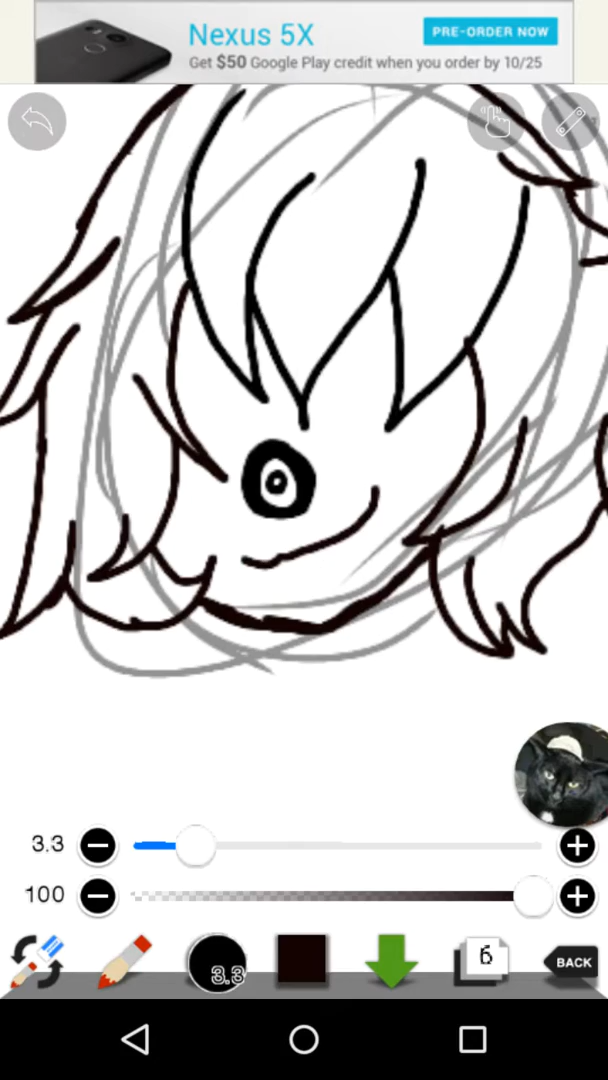 Nexus 5X
PRE-ORDER NOW
Get $50 Google Play credit when you order by 10/25
3.3
100
3.3
6
BACK